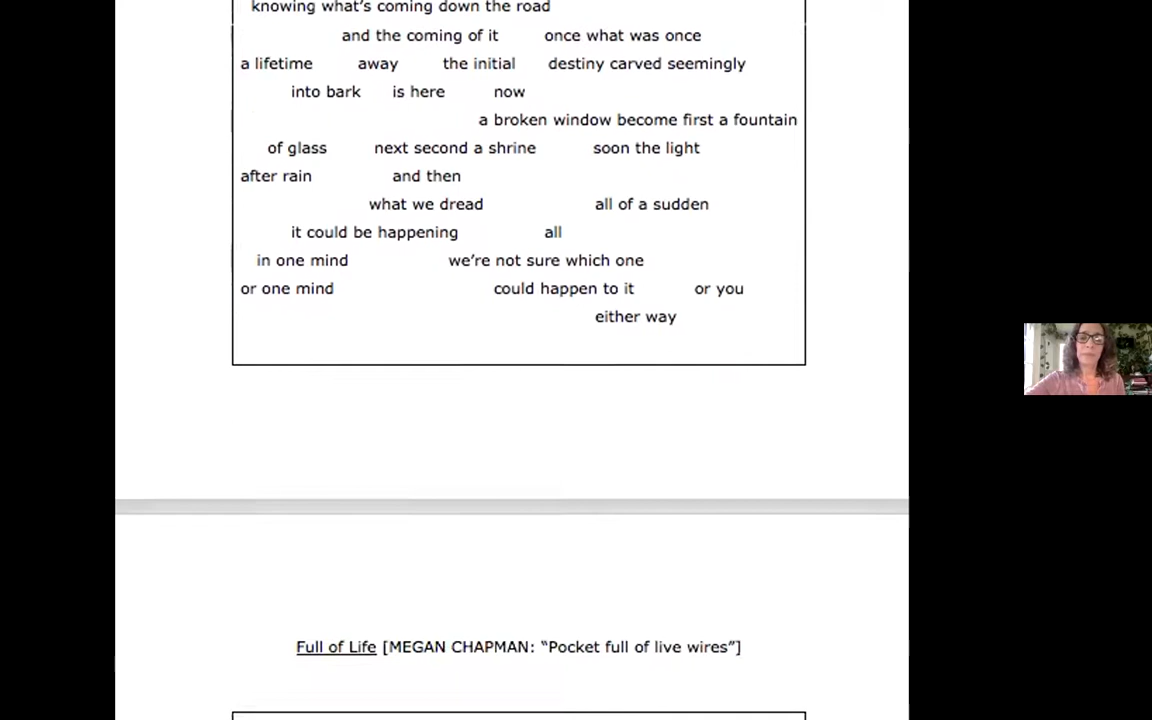 knowing what's coming down the road
and the coming of it once what was once
a lifetime away the initial destiny carved seemingly
into bark is here now
a broken window become first a fountain
of glass next second a shrine soon the light
after rain and then
what we dread all of a sudden
it could be happening all
in one mind we're not sure which one
or one mind could happen to it or you
either way
Full of Life [MEGAN CHAPMAN: “Pocket full of live wires”]